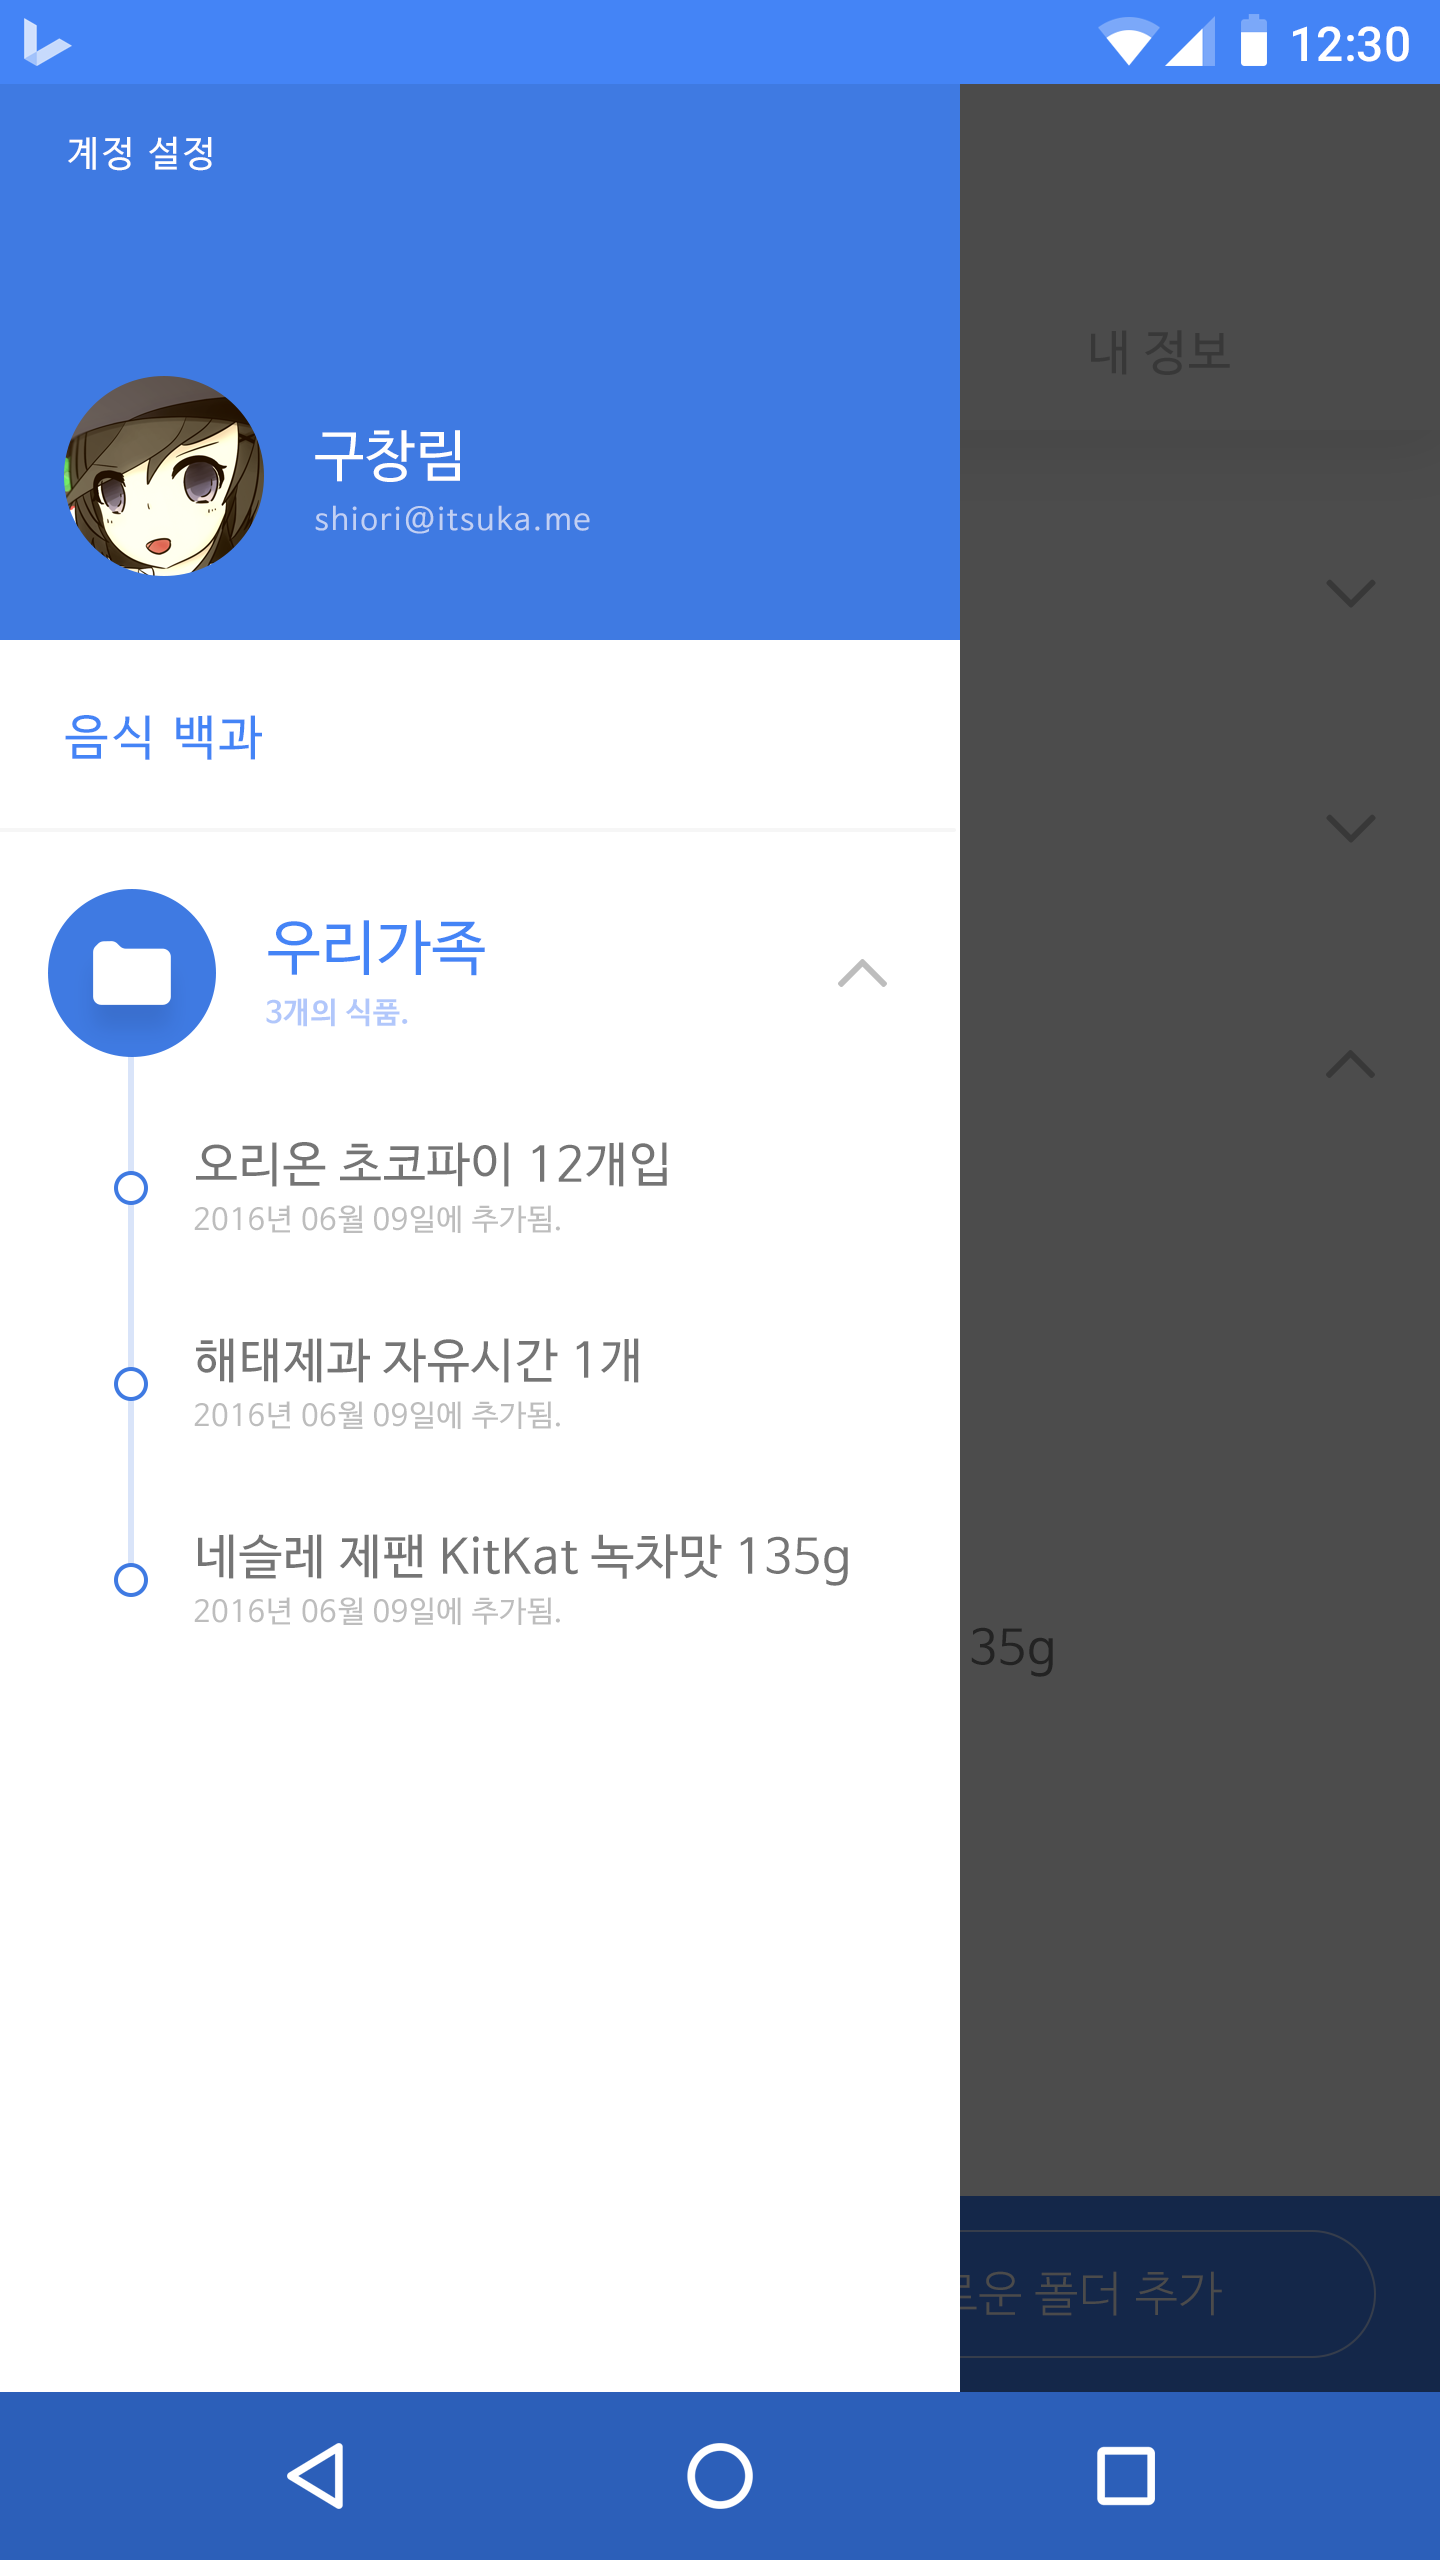 12:30
계정 설정
내 정보
구창림
shiori@itsuka.me
음식 백과
우리가족
3개의 식품.
오리온 초코파이 12개입
2016년 06월 09일에 추가됨.
해태제과 자유시간 1개
2016년 06월 09일에 추가됨.
네슬레 제팬 KitKat 녹차맛 135g
2016년 06월 09일에 추가됨.
35g
운 폴더 추가